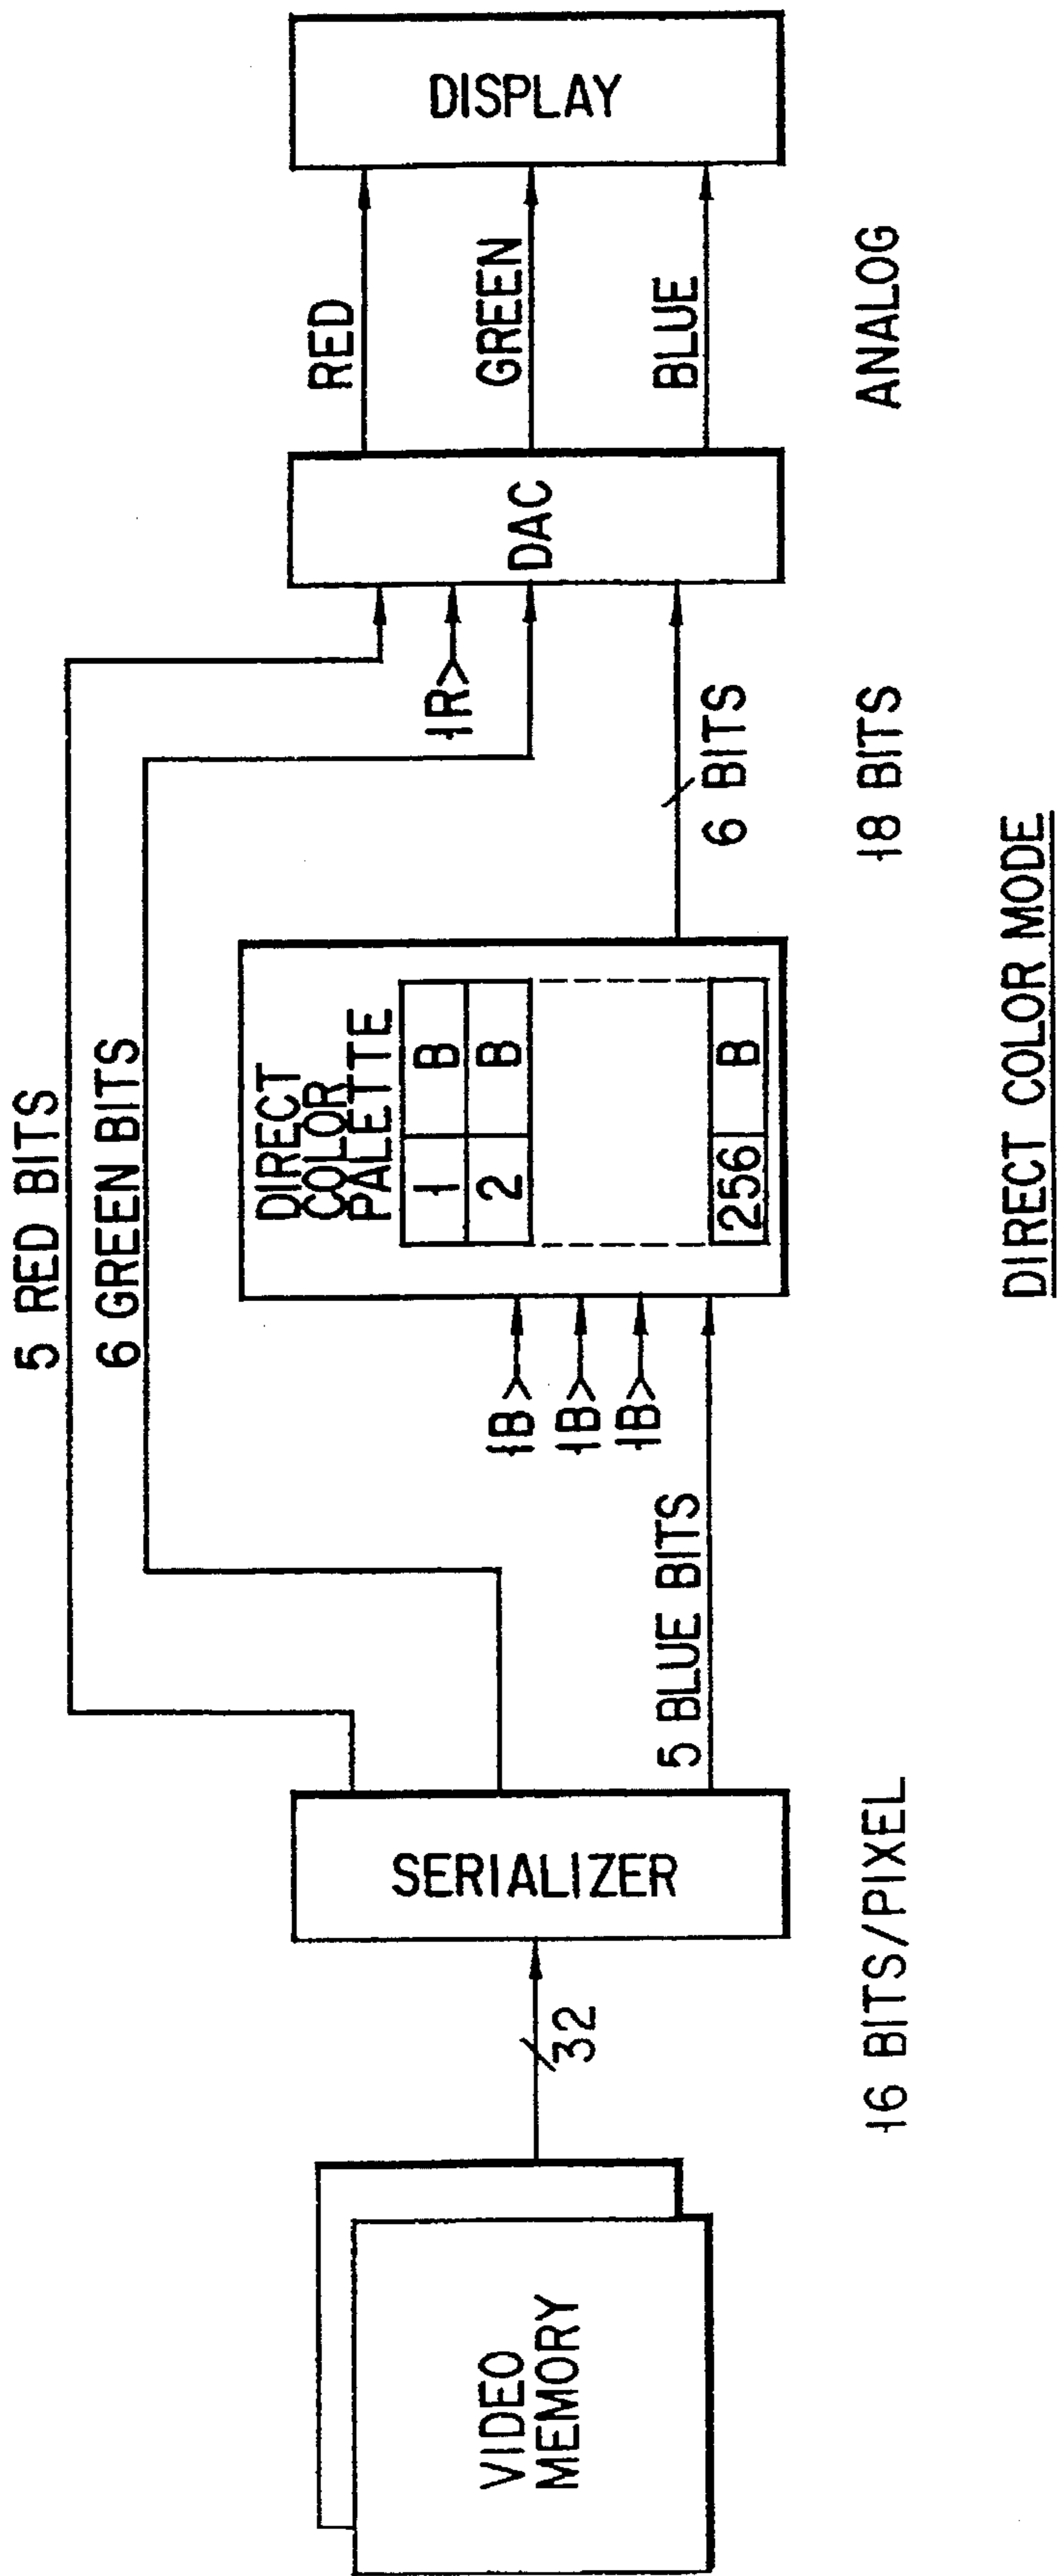 5 RED BITS
6 GREEN BITS
VIDEO
MEMORY
32
SERIALIZER
5 BLUE BITS
1B>
1B>
1B>
DIRECT
COLOR
PALETTE
1 B
2 B
256 B
6 BITS
1R>
DAC
RED
GREEN
BLUE
DISPLAY
16 BITS/PIXEL
18 BITS
ANALOG
DIRECT COLOR MODE